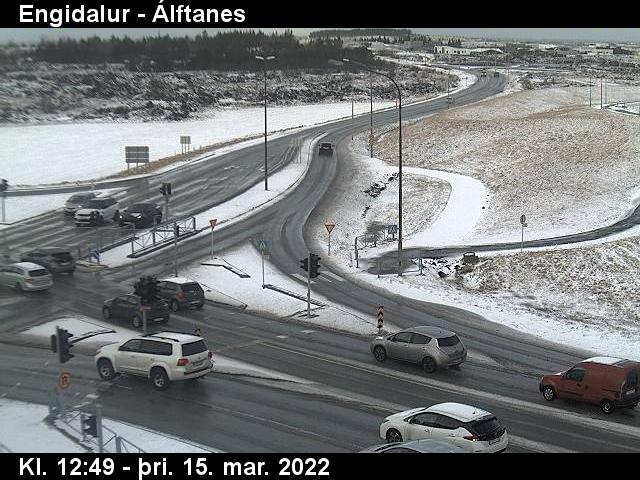 Engidalur - Álftanes
Kl. 12:49 - þri. 15. mar. 2022